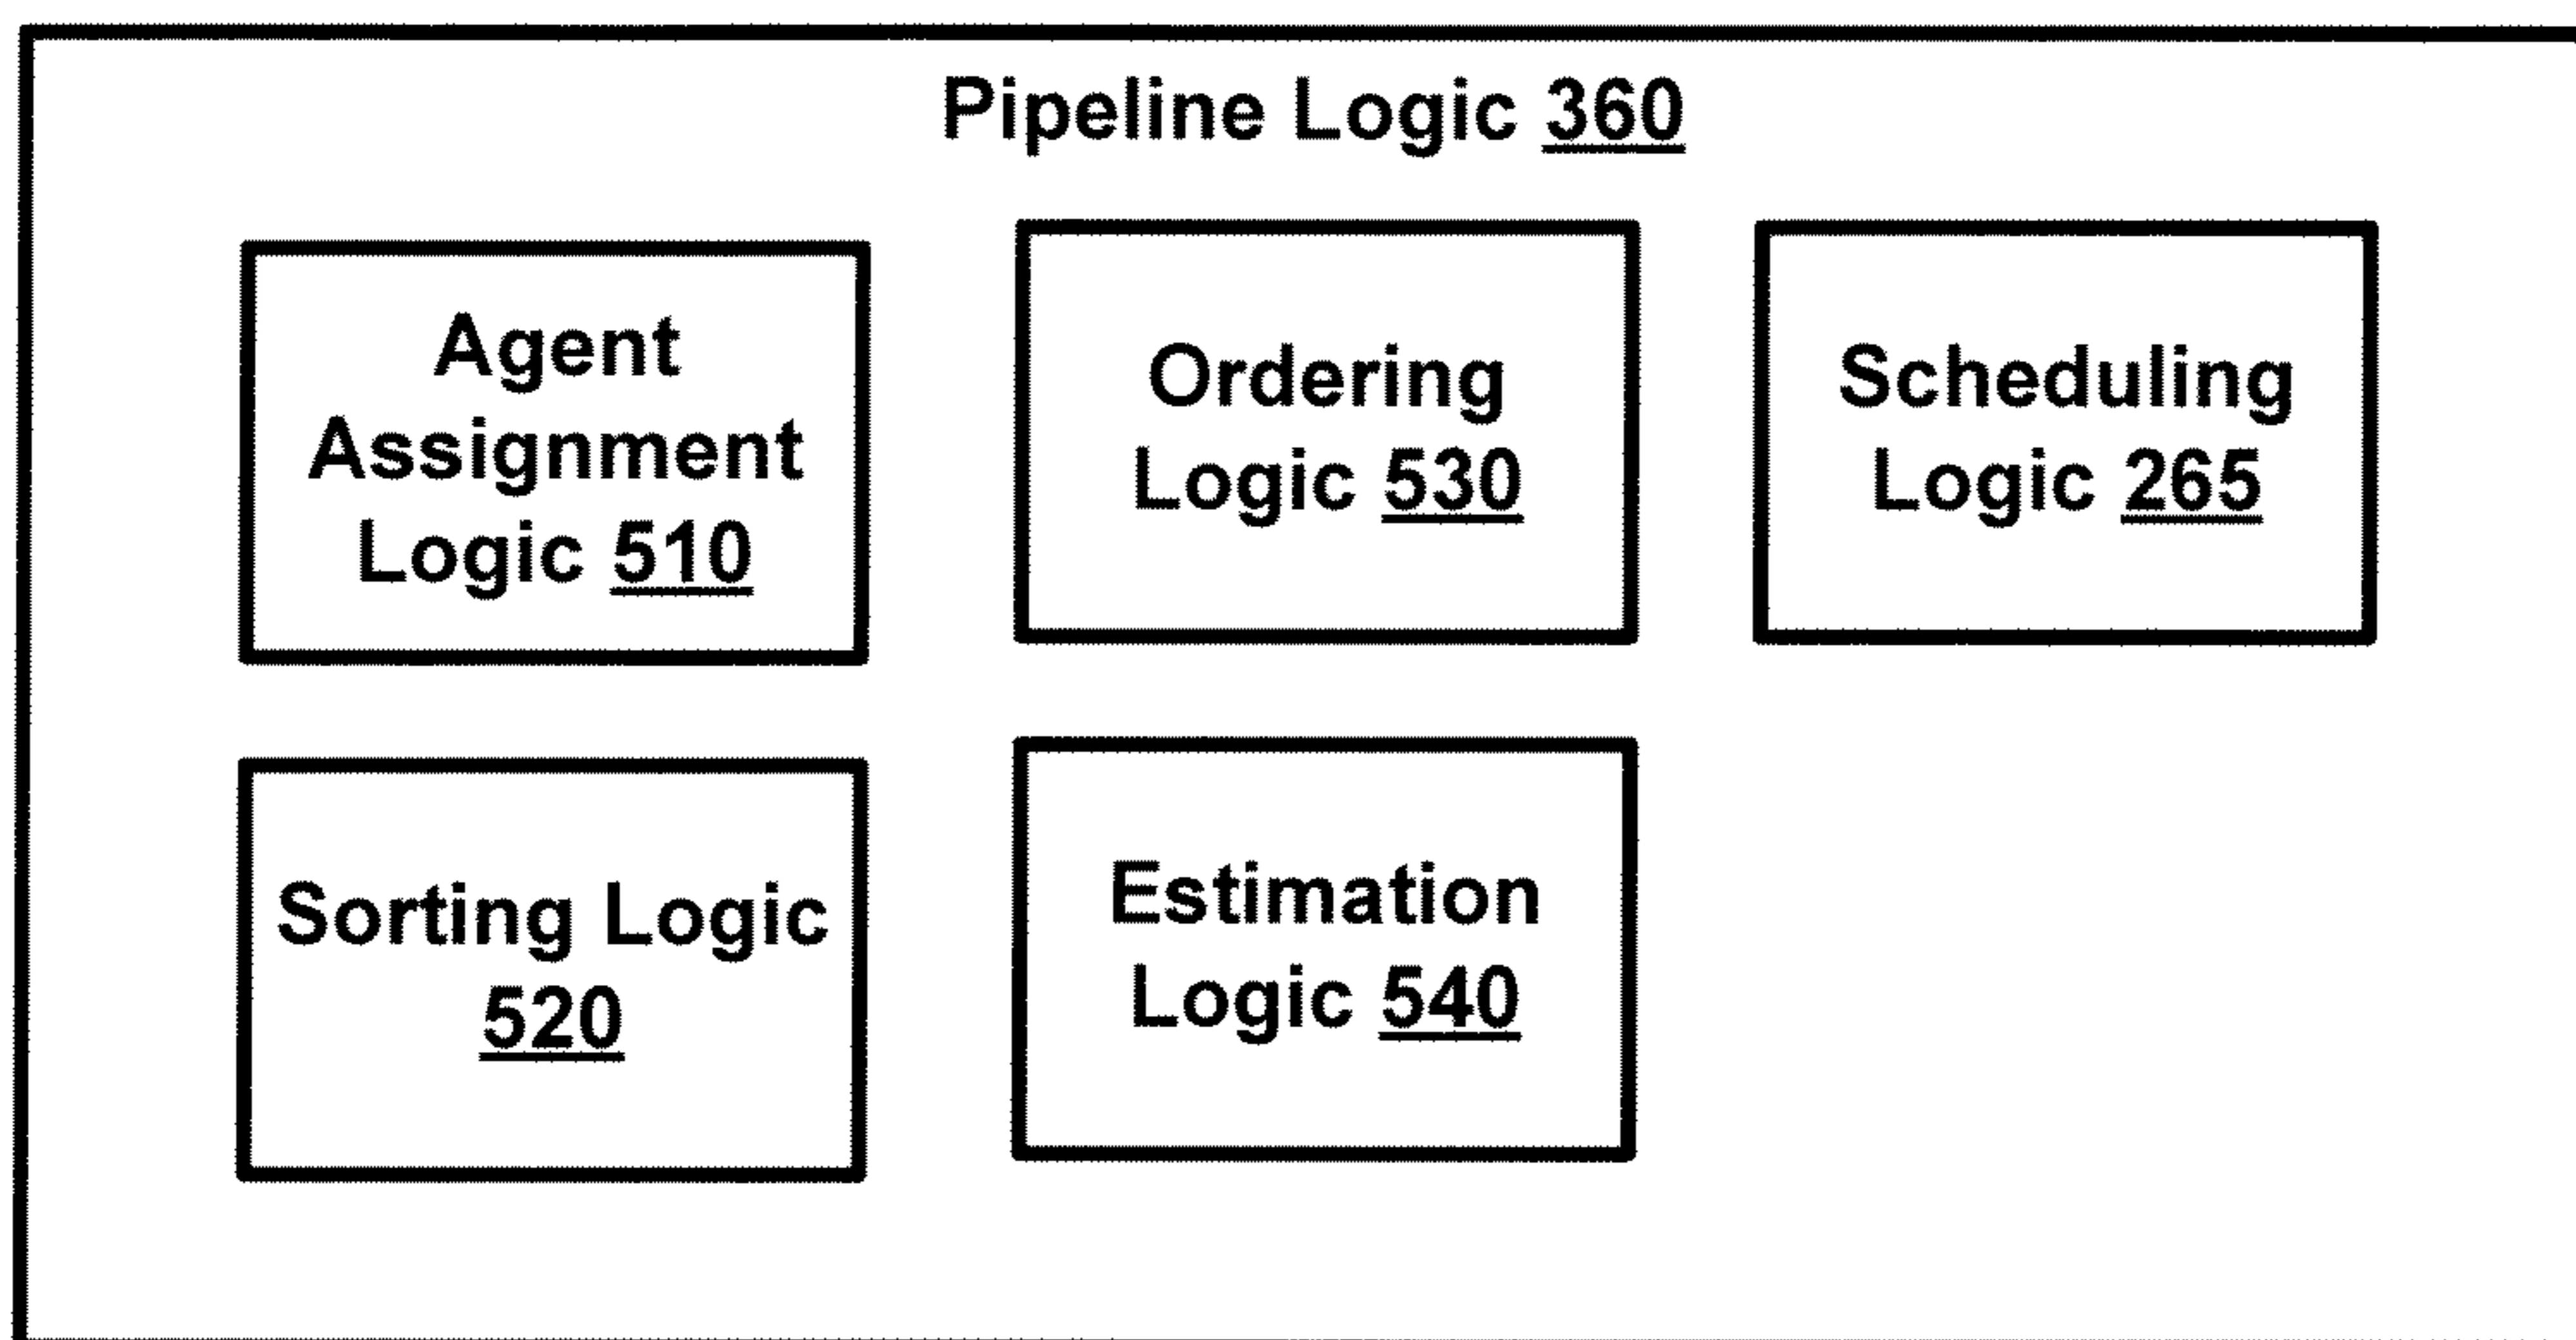 Pipeline Logic 360
Agent
Assignment
Logic 510
Ordering
Logic 530
Scheduling
Logic 265
Sorting Logic
520
Estimation
Logic 540